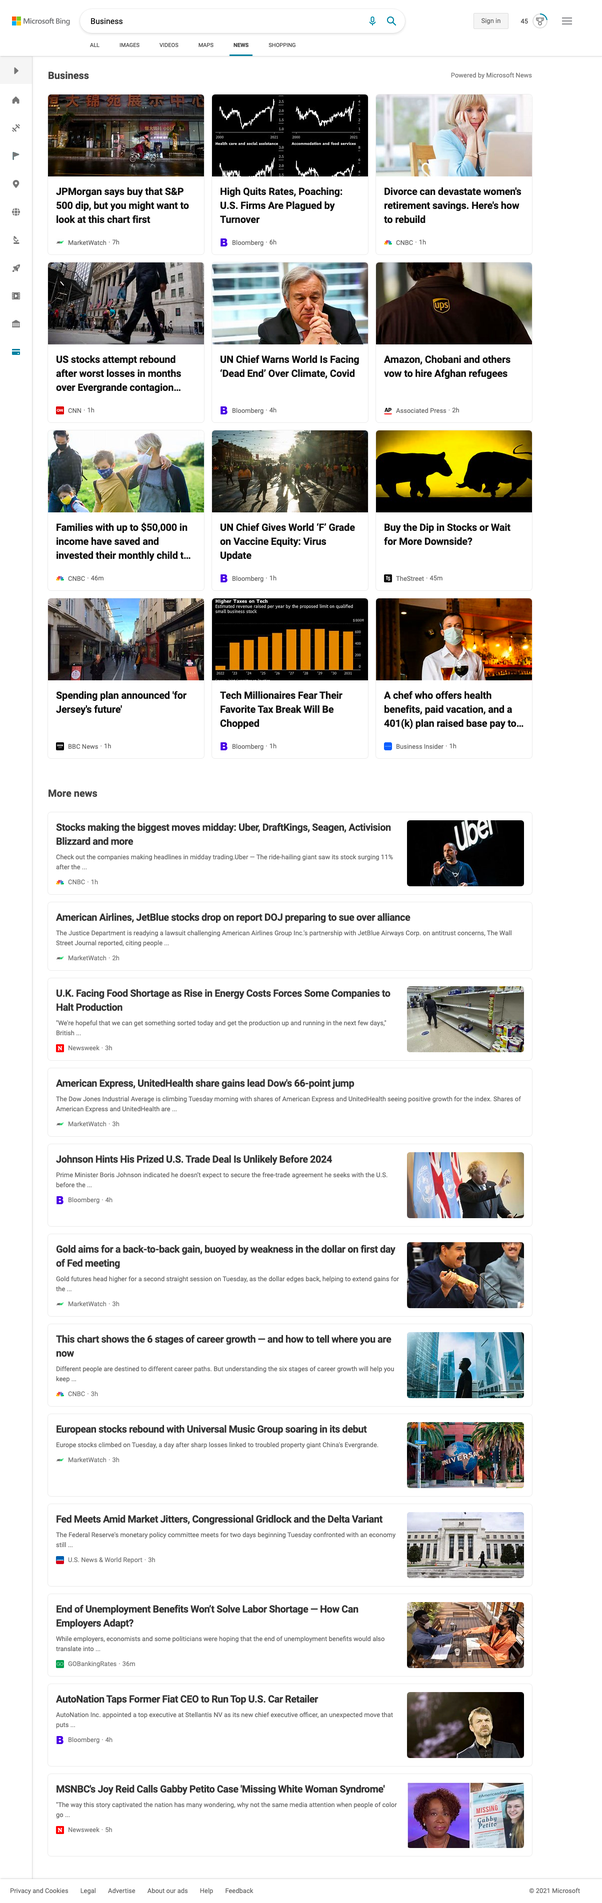 Microsoft Bing
Business
Sign in
45
ALL
IMAGES
VIDEOS
MAPS
NEWS
SHOPPING
Business
Powered by Microsoft News
JPMorgan says buy that S&P
500 dip, but you might want to
look at this chart first
MarketWatch · 7h
2000
2021
2000
2021
Health care and social assistance
Accommodation and food services
High Quits Rates, Poaching:
U.S. Firms Are Plagued by
Turnover
Bloomberg · 6h
Divorce can devastate women's
retirement savings. Here's how
to rebuild
CNBC · 1h
US stocks attempt rebound
after worst losses in months
over Evergrande contagion...
CNN · 1h
UN Chief Warns World Is Facing
‘Dead End’ Over Climate, Covid
Bloomberg · 4h
ups
Amazon, Chobani and others
vow to hire Afghan refugees
AP
Associated Press · 2h
Families with up to $50,000 in
income have saved and
invested their monthly child t...
CNBC · 46m
UN Chief Gives World ‘F’ Grade
on Vaccine Equity: Virus
Update
Bloomberg · 1h
Buy the Dip in Stocks or Wait
for More Downside?
TheStreet · 45m
Spending plan announced 'for
Jersey's future'
BBC News · 1h
Higher Taxes on Tech
Estimated revenue raised per year by the proposed limit on qualified
small business stock
Tech Millionaires Fear Their
Favorite Tax Break Will Be
Chopped
Bloomberg · 1h
A chef who offers health
benefits, paid vacation, and a
401(k) plan raised base pay to...
Business Insider · 1h
More news
Stocks making the biggest moves midday: Uber, DraftKings, Seagen, Activision
Blizzard and more
Check out the companies making headlines in midday trading.Uber — The ride-hailing giant saw its stock surging 11%
after the ...
CNBC · 1h
Uber
American Airlines, JetBlue stocks drop on report DOJ preparing to sue over alliance
The Justice Department is readying a lawsuit challenging American Airlines Group Inc.'s partnership with JetBlue Airways Corp. on antitrust concerns, The Wall
Street Journal reported, citing people ...
MarketWatch · 2h
U.K. Facing Food Shortage as Rise in Energy Costs Forces Some Companies to
Halt Production
"We're hopeful that we can get something sorted today and get the production up and running in the next few days,"
British ...
N
Newsweek · 3h
American Express, UnitedHealth share gains lead Dow's 66-point jump
The Dow Jones Industrial Average is climbing Tuesday morning with shares of American Express and UnitedHealth seeing positive growth for the index. Shares of
American Express and UnitedHealth are ...
MarketWatch · 3h
Johnson Hints His Prized U.S. Trade Deal Is Unlikely Before 2024
Prime Minister Boris Johnson indicated he doesn't expect to secure the free-trade agreement he seeks with the U.S.
before the ...
Bloomberg · 4h
Gold aims for a back-to-back gain, buoyed by weakness in the dollar on first day
of Fed meeting
Gold futures head higher for a second straight session on Tuesday, as the dollar edges back, helping to extend gains for
the ...
MarketWatch · 3h
This chart shows the 6 stages of career growth — and how to tell where you are
now
Different people are destined to different career paths. But understanding the six stages of career growth will help you
keep ...
CNBC · 3h
European stocks rebound with Universal Music Group soaring in its debut
Europe stocks climbed on Tuesday, a day after sharp losses linked to troubled property giant China's Evergrande.
MarketWatch · 3h
Fed Meets Amid Market Jitters, Congressional Gridlock and the Delta Variant
The Federal Reserve's monetary policy committee meets for two days beginning Tuesday confronted with an economy
still ...
U.S. News & World Report · 3h
End of Unemployment Benefits Won't Solve Labor Shortage — How Can
Employers Adapt?
While employers, economists and some politicians were hoping that the end of unemployment benefits would also
translate into ...
GOBankingRates · 36m
AutoNation Taps Former Fiat CEO to Run Top U.S. Car Retailer
AutoNation Inc. appointed a top executive at Stellantis NV as its new chief executive officer, an unexpected move that
puts ...
Bloomberg · 4h
MSNBC's Joy Reid Calls Gabby Petito Case 'Missing White Woman Syndrome'
"The way this story captivated the nation has many wondering, why not the same media attention when people of color
go ...
N
Newsweek · 5h
MISSING
Gabby
Petito
Privacy and Cookies
Legal
Advertise
About our ads
Help
Feedback
© 2021 Microsoft